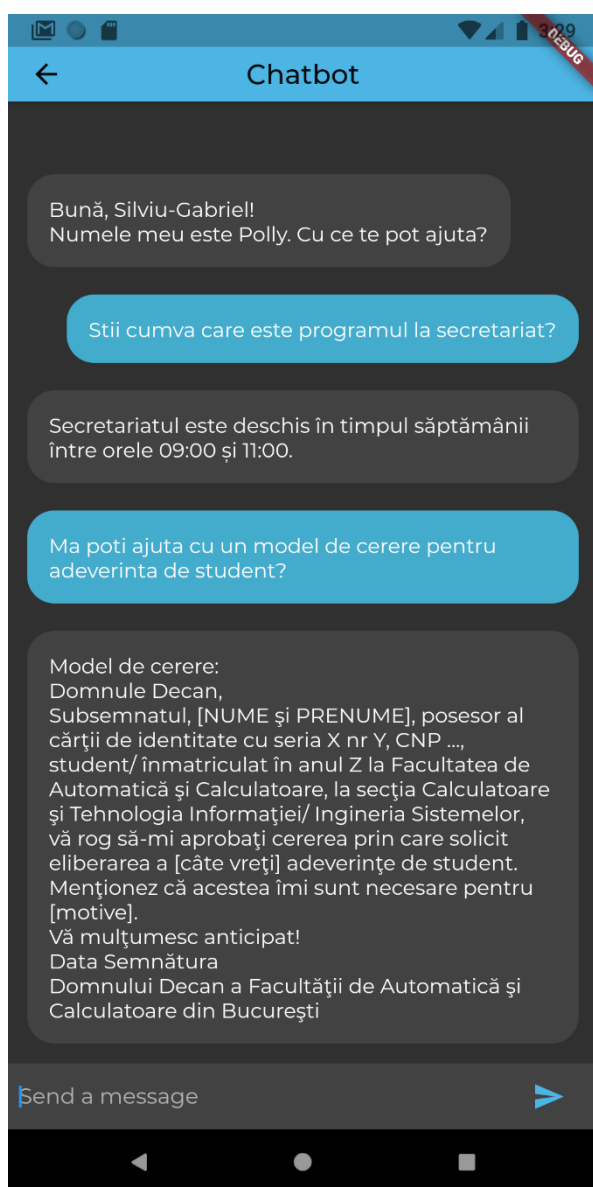 3:29
DEBUG
Chatbot
Bună, Silviu-Gabriel!
Numele meu este Polly. Cu ce te pot ajuta?
Stii cumva care este programul la secretariat?
Secretariatul este deschis în timpul săptămânii
între orele 09:00 și 11:00.
Ma poti ajuta cu un model de cerere pentru
adeverinta de student?
Model de cerere:
Domnule Decan,
Subsemnatul, [NUME şi PRENUME], posesor al
cărţii de identitate cu seria X nr Y, CNP ...,
student/ înmatriculat în anul Z la Facultatea de
Automatică şi Calculatoare, la secţia Calculatoare
şi Tehnologia Informaţiei/ Ingineria Sistemelor,
vă rog să-mi aprobaţi cererea prin care solicit
eliberarea a [câte vreţi] adeverinţe de student.
Menţionez că acestea îmi sunt necesare pentru
[motive].
Vă mulţumesc anticipat!
Data Semnătura
Domnului Decan a Facultăţii de Automatică şi
Calculatoare din Bucureşti
Send a message